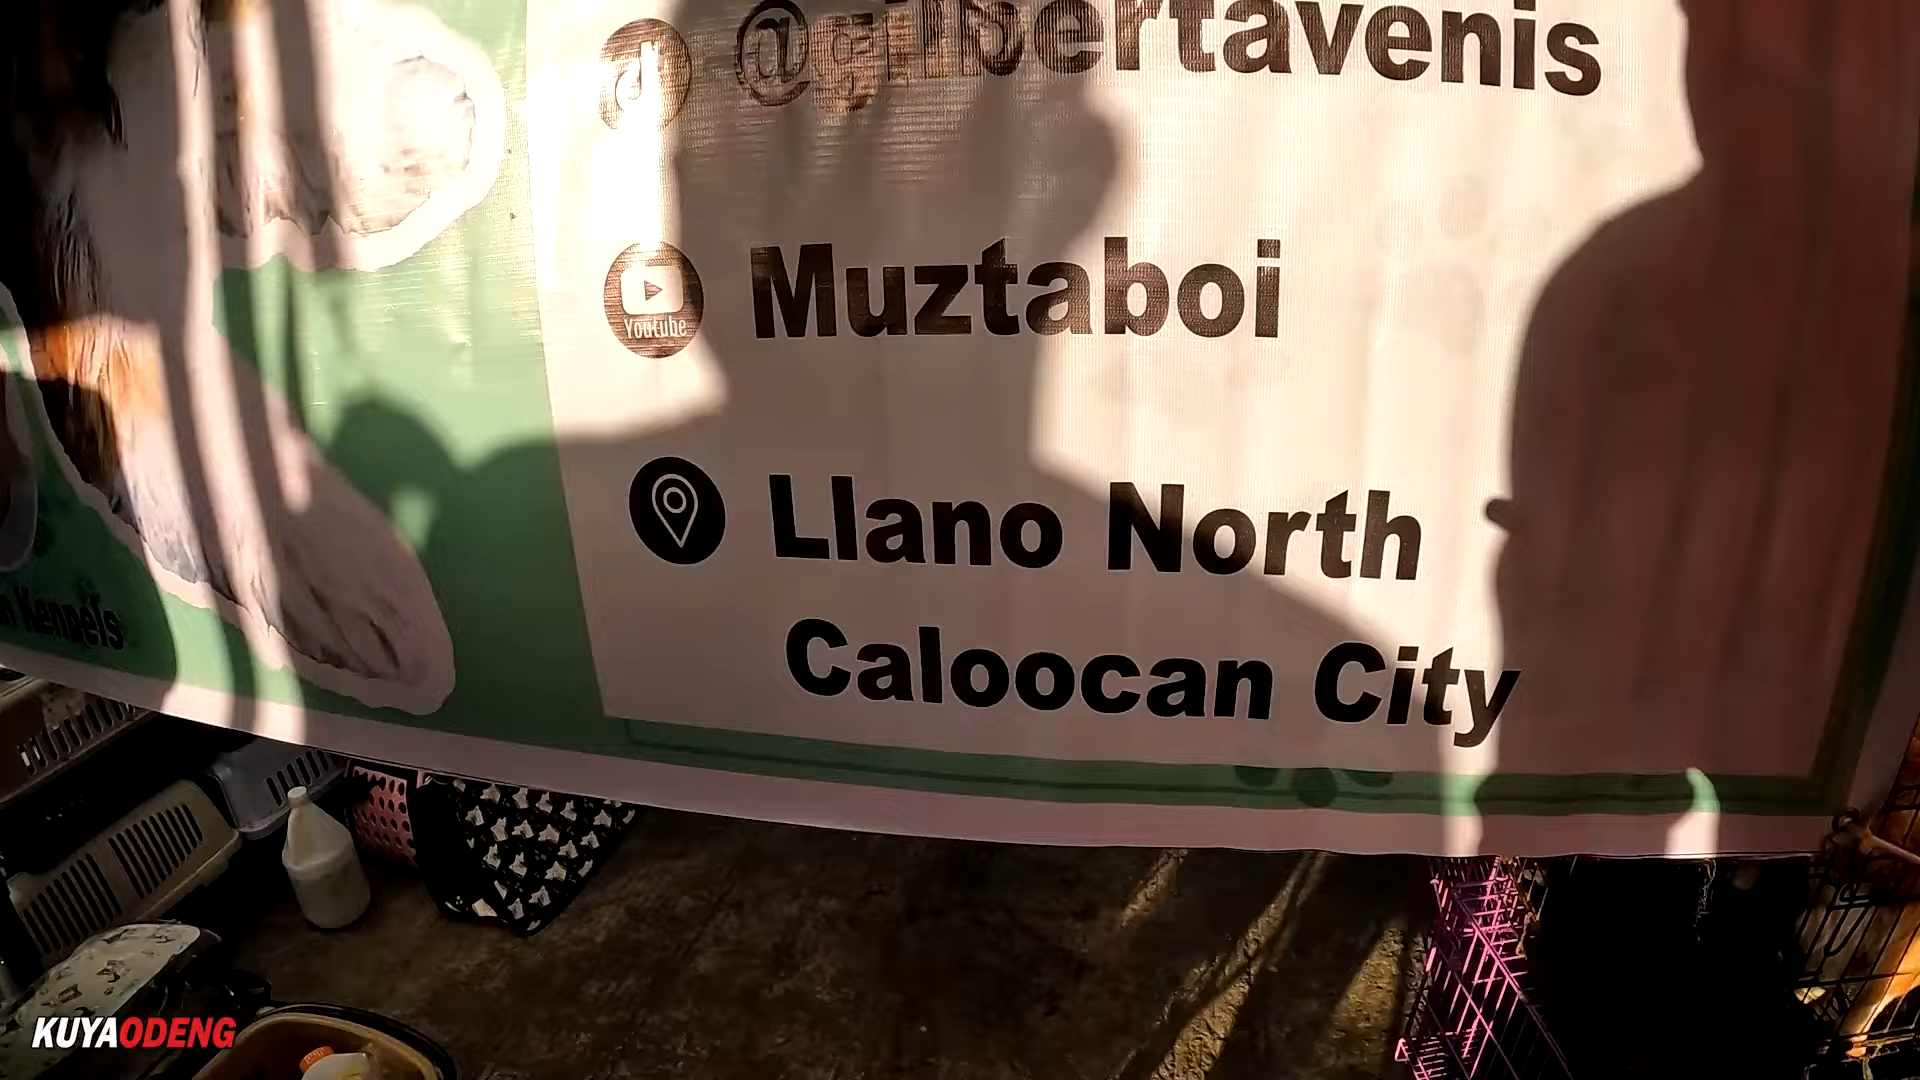 @gilbertavenis
Youtube
Muztaboi
Llano North
Caloocan City
Kennels
KUYAODENG